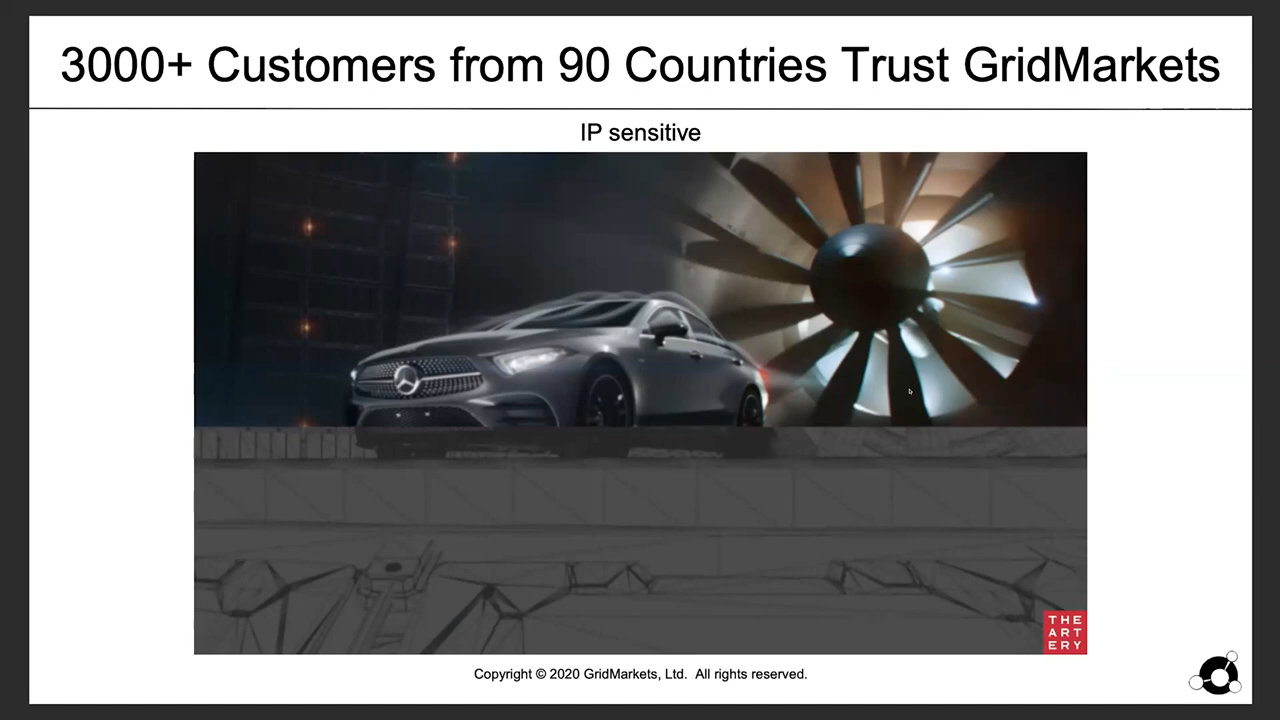 3000+ Customers from 90 Countries Trust GridMarkets
IP sensitive
THE
ART
ERY
Copyright © 2020 GridMarkets, Ltd. All rights reserved.